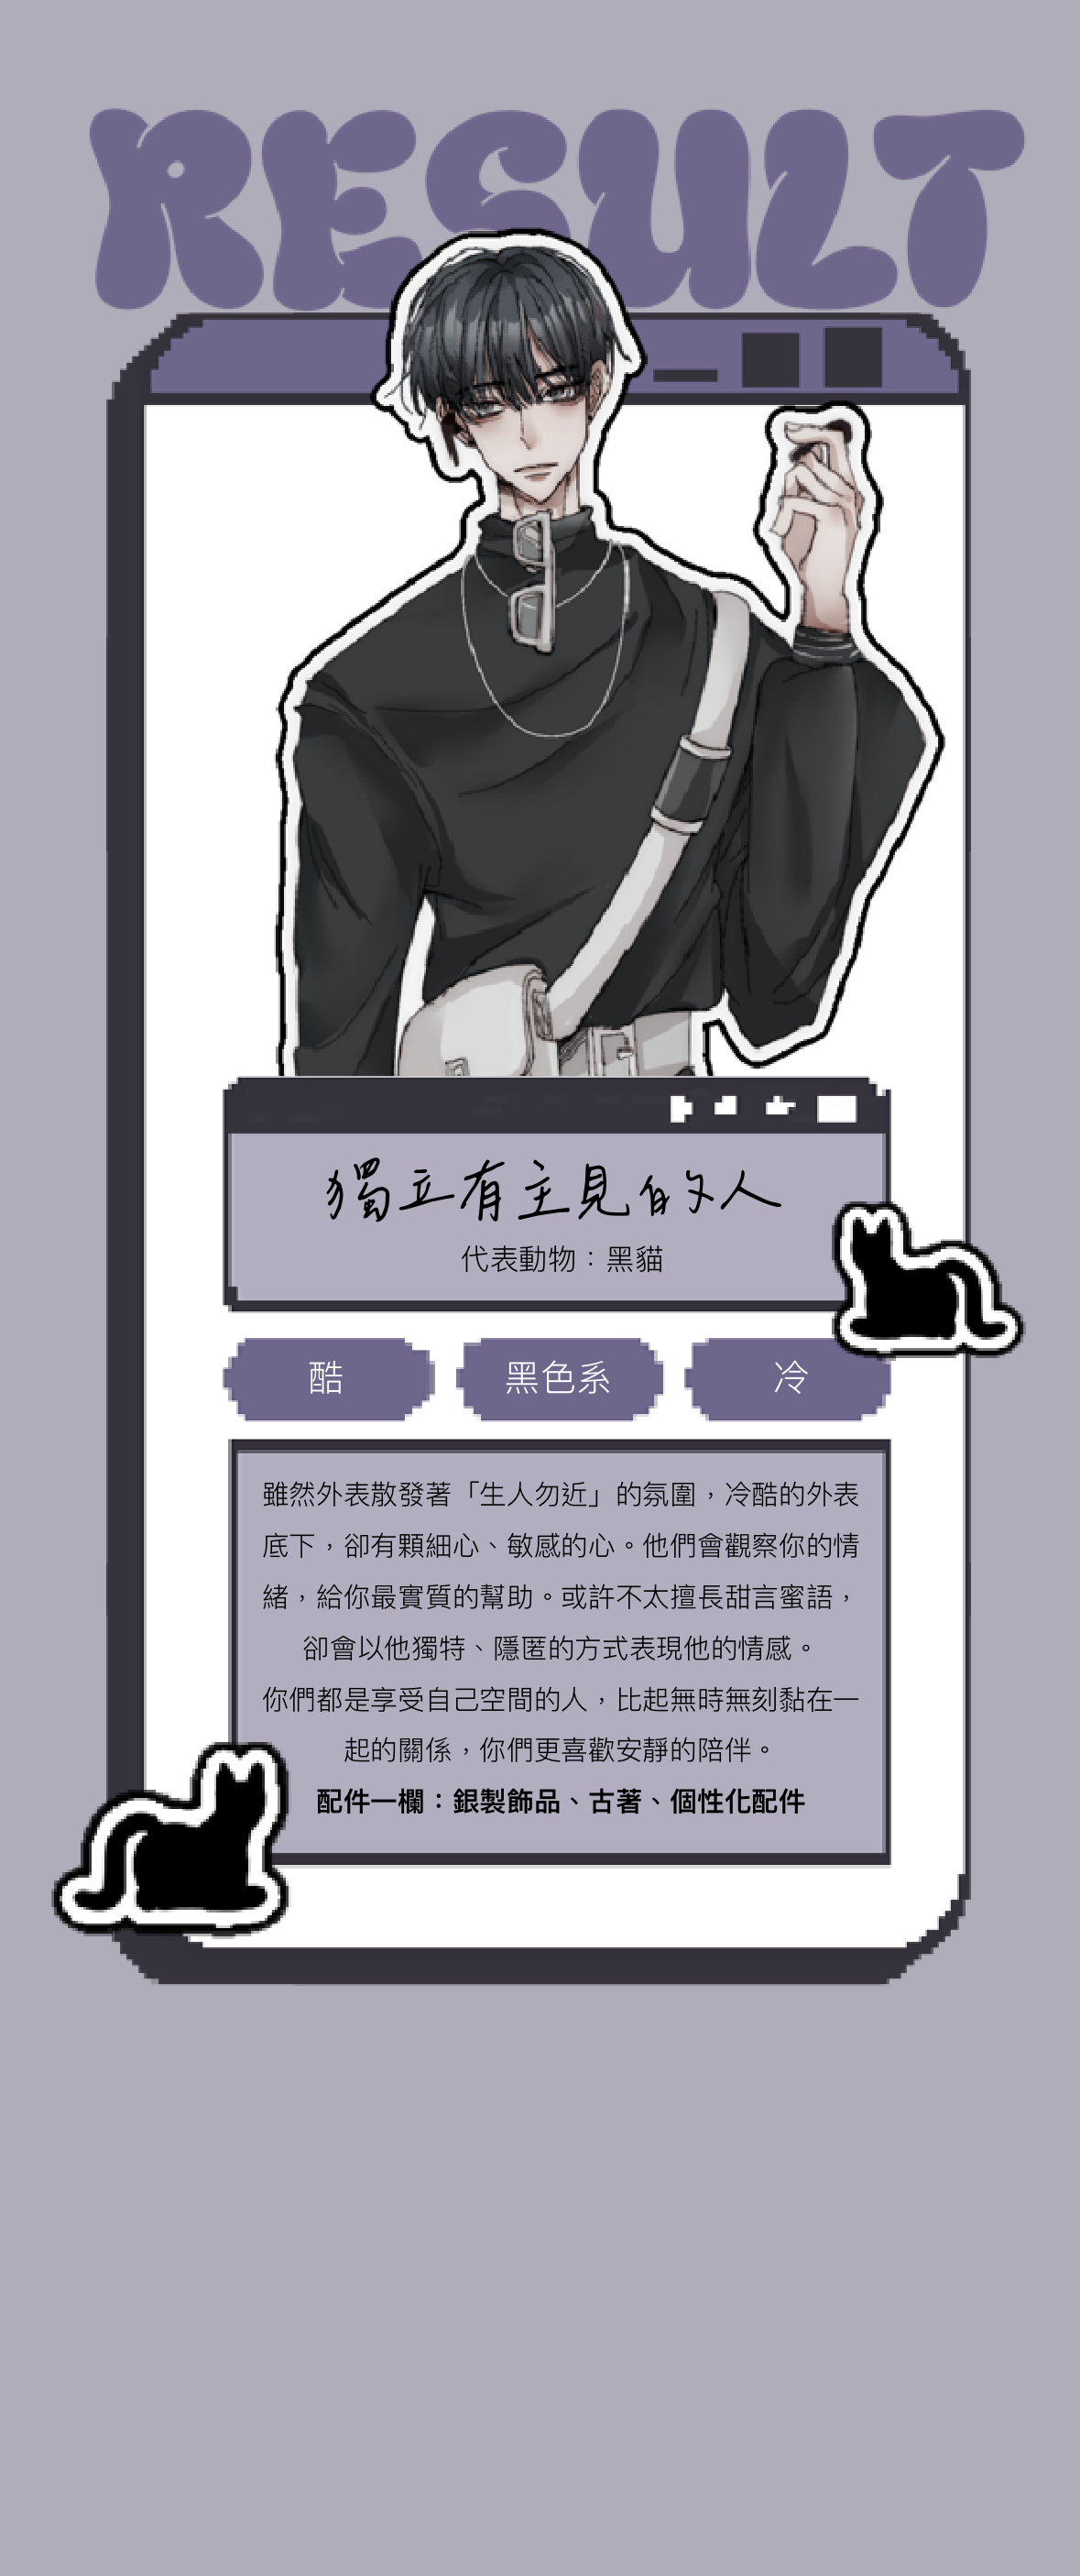 RESULT
獨立有主見的人
代表動物：黑貓
酷
黑色系
冷
雖然外表散發著「生人勿近」的氛圍，冷酷的外表
底下，卻有顆細心、敏感的心。他們會觀察你的情
緒，給你最實質的幫助。或許不太擅長甜言蜜語，
卻會以他獨特、隱匿的方式表現他的情感。
你們都是享受自己空間的人，比起無時無刻黏在一
起的關係，你們更喜歡安靜的陪伴。
配件一欄：銀製飾品、古著、個性化配件